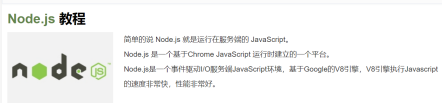 Node.js 教程
简单的说 Node.js 就是运行在服务端的 JavaScript。
Node.js 是一个基于Chrome JavaScript 运行时建立的一个平台。
Node.js是一个事件驱动I/O服务端JavaScript环境，基于Google的V8引擎，V8引擎执行Javascript
的速度非常快，性能非常好。
node
JS